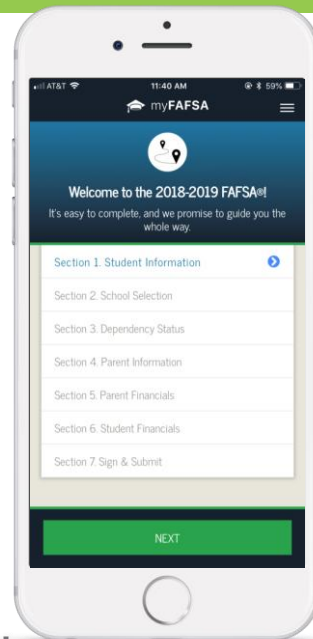 AT&T 11:40 AM 59%
myFAFSA
Welcome to the 2018-2019 FAFSA®!
It's easy to complete, and we promise to guide you the
whole way.
Section 1. Student Information
Section 2. School Selection
Section 3. Dependency Status
Section 4. Parent Information
Section 5. Parent Financials
Section 6. Student Financials
Section 7. Sign & Submit
NEXT